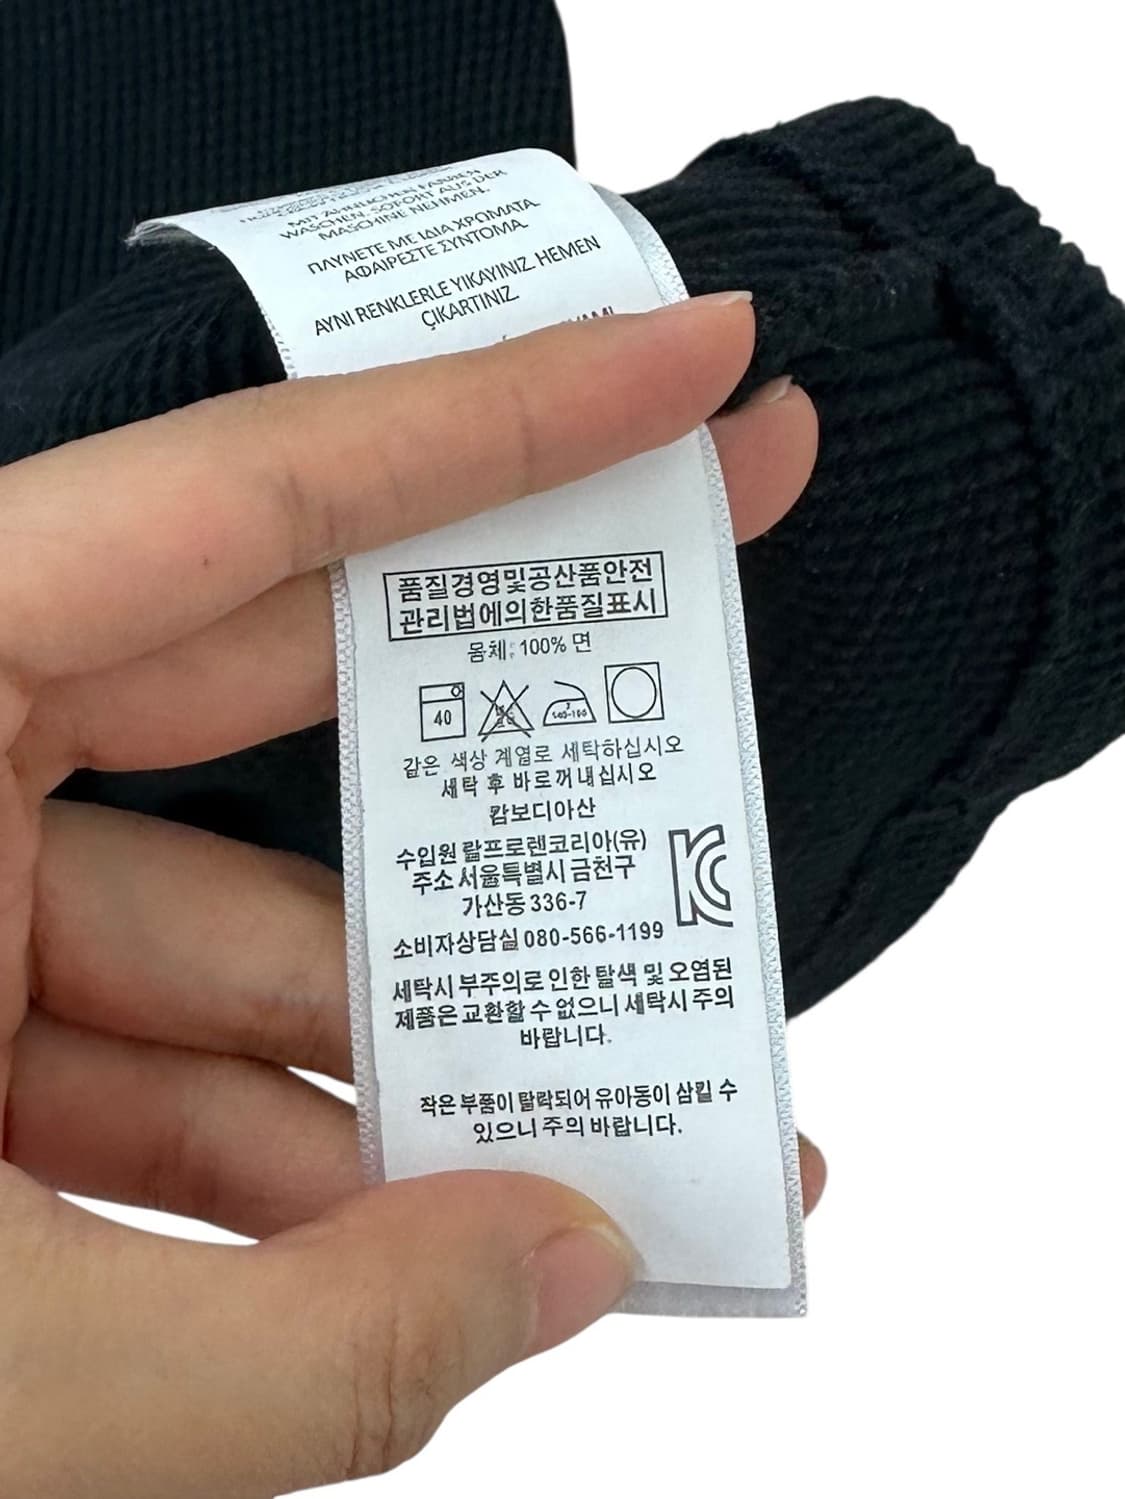 MIT ÄHNLICHEN FARBEN
WASCHEN. SOFORT AUS DER
MASCHINE NEHMEN.
ΠΛΥΝΕΤΕ ΜΕ ΙΔΙΑ ΧΡΩΜΑΤΑ.
ΑΦΑΙΡΕΣΤΕ ΣΥΝΤΟΜΑ.
AYNI RENKLERLE YIKAYINIZ. HEMEN
ÇIKARTINIZ.
품질경영및공산품안전
관리법에의한품질표시
몸체: 100% 면
40
같은 색상 계열로 세탁하십시오
세탁 후 바로꺼내십시오
캄보디아산
수입원 랄프로렌코리아(유)
주소 서울특별시 금천구
가산동 336-7
소비자상담실 080-566-1199
세탁시 부주의로 인한 탈색 및 오염된
제품은 교환할 수 없으니 세탁시 주의
바랍니다.
작은 부품이 탈락되어 유아동이 삼킬 수
있으니 주의 바랍니다.